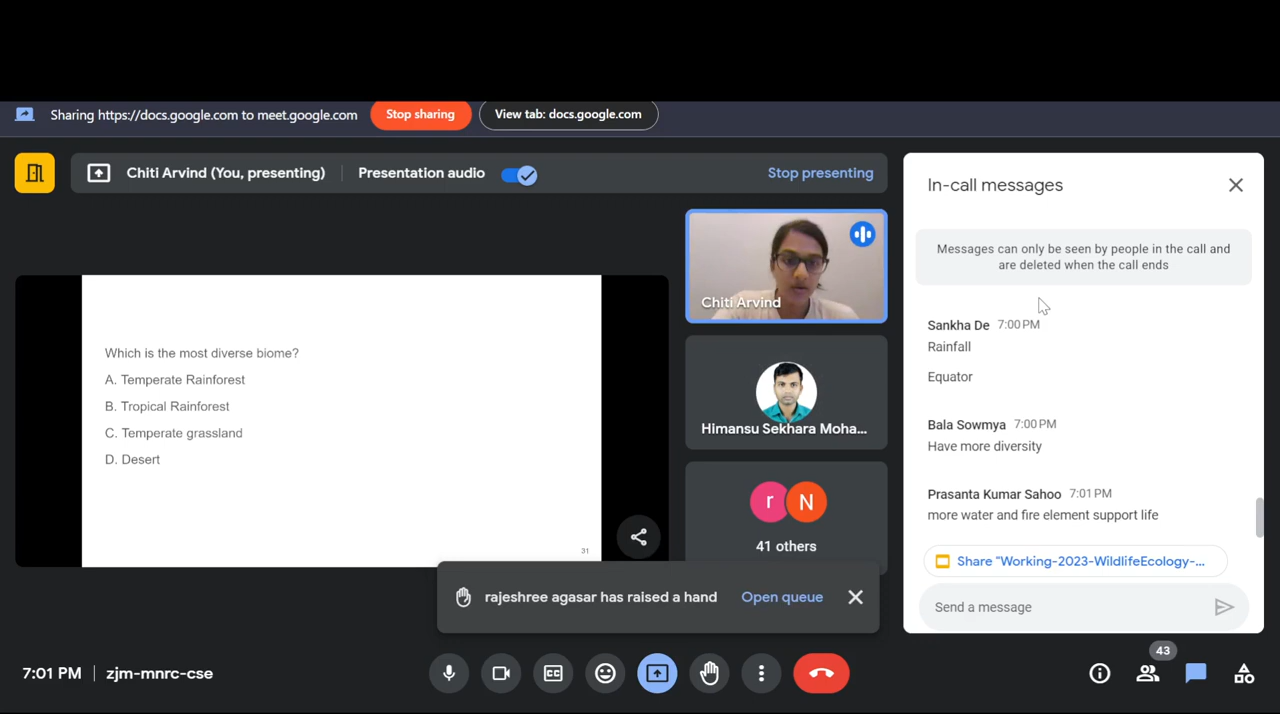 Sharing https://docs.google.com to meet.google.com
Stop sharing
View tab: docs.google.com
Chiti Arvind (You, presenting)
Presentation audio
Stop presenting
Which is the most diverse biome?
A. Temperate Rainforest
B. Tropical Rainforest
C. Temperate grassland
D. Desert
31
Chiti Arvind
Himansu Sekhara Moha...
r
N
41 others
rajeshree agasar has raised a hand
Open queue
In-call messages
Messages can only be seen by people in the call and
are deleted when the call ends
Sankha De 7:00 PM
Rainfall
Equator
Bala Sowmya 7:00 PM
Have more diversity
Prasanta Kumar Sahoo 7:01 PM
more water and fire element support life
Share "Working-2023-WildlifeEcology-...
Send a message
7:01 PM
zjm-mnrc-cse
CC
43